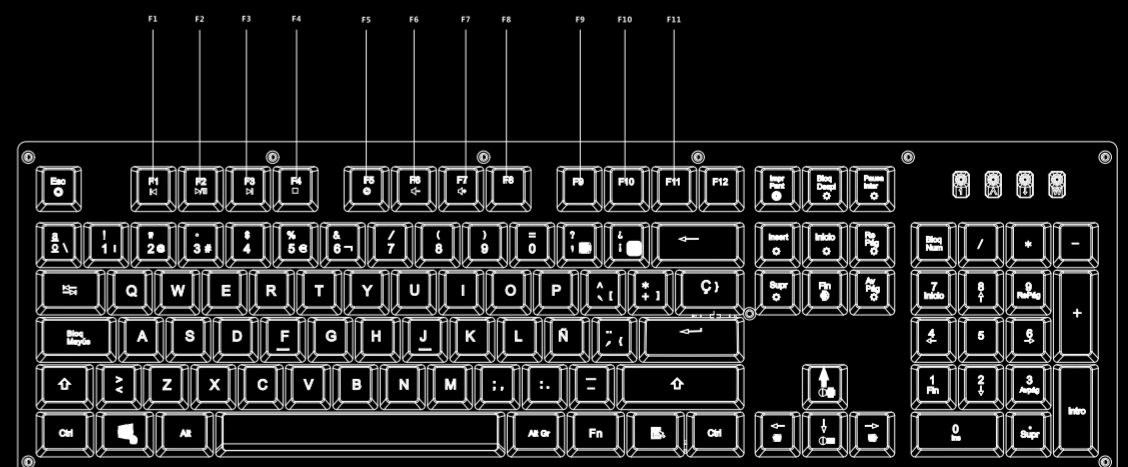 F1 F2 F3 F4 F5 F6 F7 F8 F9 F10 F11
Esc F1 F2 F3 F4 F5 F6 F7 F8 F9 F10 F11 F12
Impr Pant
Bloq Despl
Pausa Inter
ª º \
! 1 |
" 2 @
· 3 #
$ 4
% 5 €
& 6 ¬
/ 7
( 8
) 9
= 0
? '
¿ ¡
Insert
Inicio
Re Pág
Bloq Num
/ * -
Q W E R T Y U I O P
^ ` [
* + ]
Ç }
Supr
Fin
Av Pág
7 Inicio
8
9 RePág
+
Bloq Mayús
A S D F G H J K L Ñ
¨ ´ {
4 5 6
> <
Z X C V B N M
; ,
: .
_ -
1 Fin
2
3 Avpág
Intro
Ctrl
Alt
Alt Gr
Fn
Ctrl
0 Ins
. Supr